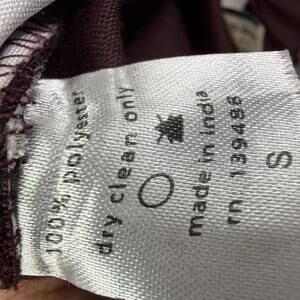 100% polyester
dry clean only
made in india
rn. 139486
S